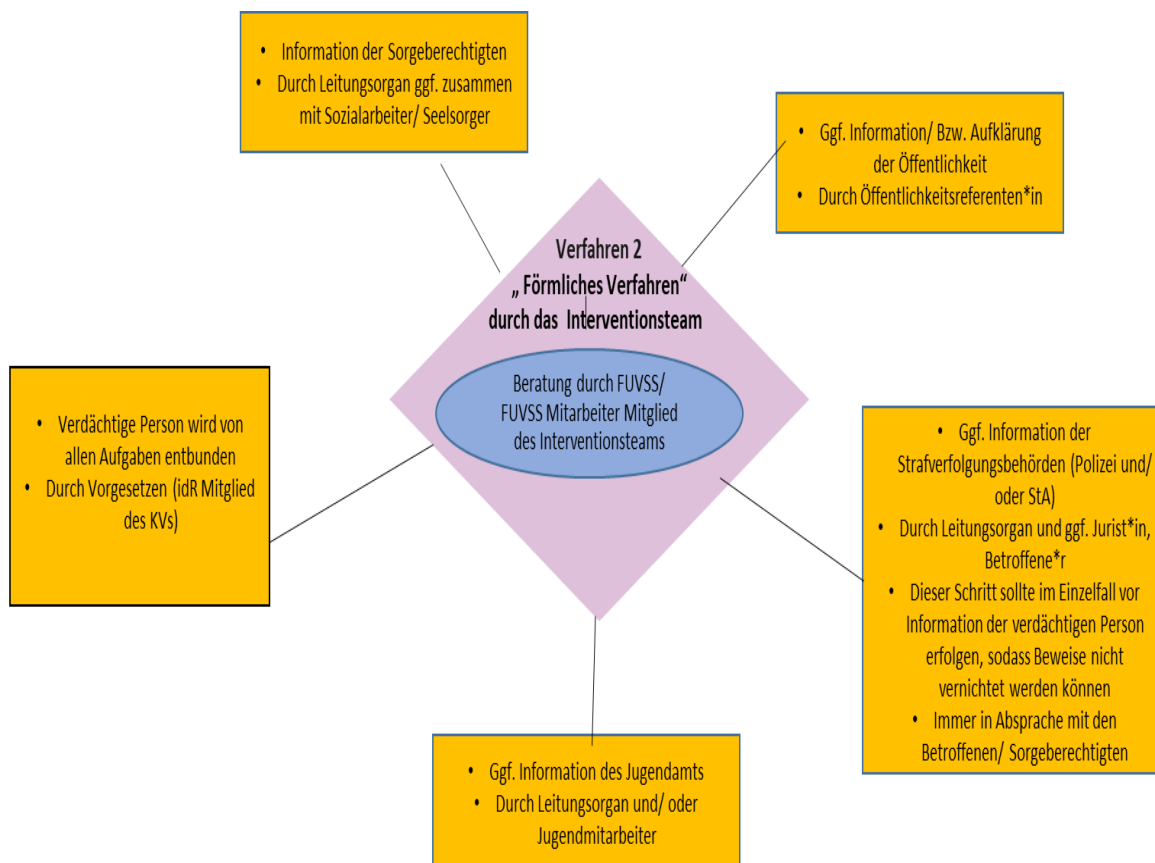 • Information der Sorgeberechtigten
• Durch Leitungsorgan ggf. zusammen
mit Sozialarbeiter/ Seelsorger
• Ggf. Information/ Bzw. Aufklärung
der Öffentlichkeit
• Durch Öffentlichkeitsreferenten*in
Verfahren 2
„ Förmliches Verfahren“
durch das Interventionsteam
Beratung durch FUVSS/
FUVSS Mitarbeiter Mitglied
des Interventionsteams
• Verdächtige Person wird von
allen Aufgaben entbunden
• Durch Vorgesetzen (idR Mitglied
des KVs)
• Ggf. Information der
Strafverfolgungsbehörden (Polizei und/
oder StA)
• Durch Leitungsorgan und ggf. Jurist*in,
Betroffene*r
• Dieser Schritt sollte im Einzelfall vor
Information der verdächtigen Person
erfolgen, sodass Beweise nicht
vernichtet werden können
• Immer in Absprache mit den
Betroffenen/ Sorgeberechtigten
• Ggf. Information des Jugendamts
• Durch Leitungsorgan und/ oder
Jugendmitarbeiter